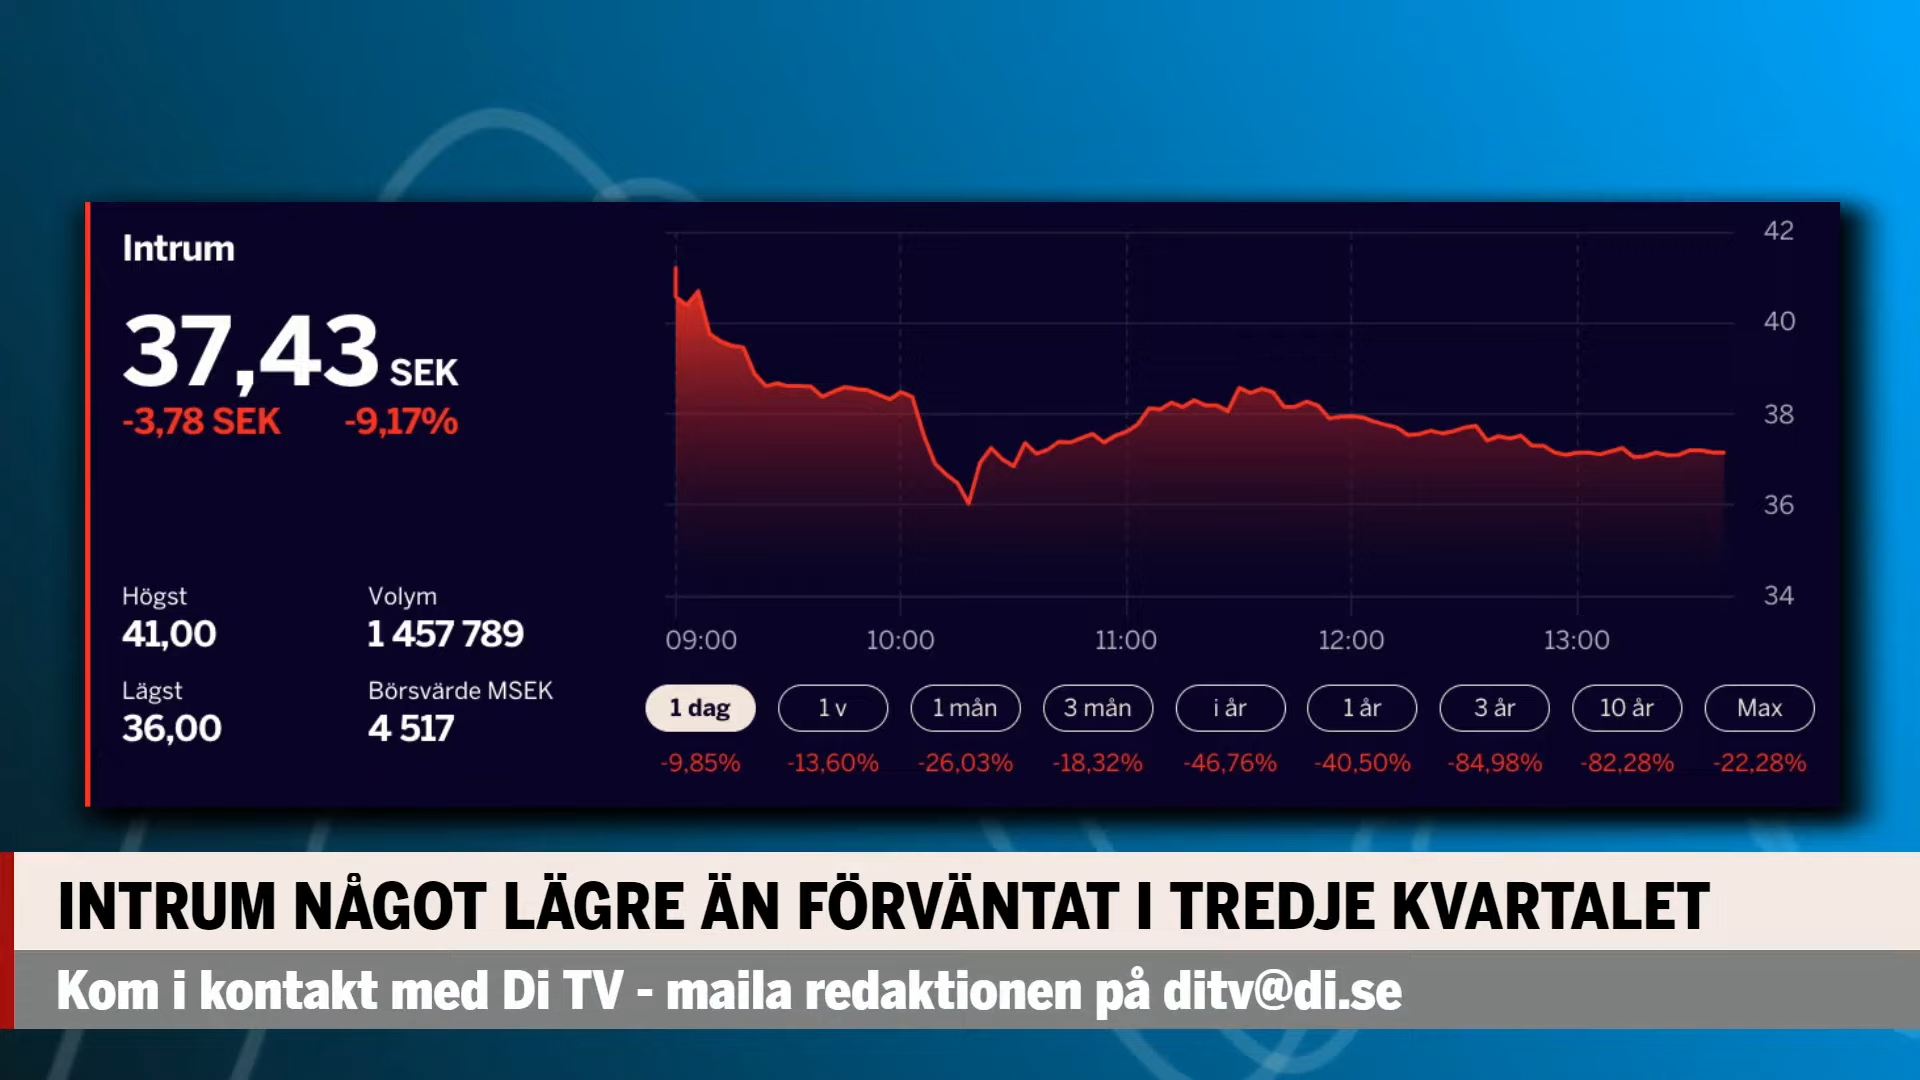 Intrum
37,43 SEK
-3,78 SEK -9,17%
Högst Volym
41,00 1 457 789
Lägst Börsvärde MSEK
36,00 4 517
42
40
38
36
34
09:00 10:00 11:00 12:00 13:00
1 dag 1 v 1 mån 3 mån i år 1 år 3 år 10 år Max
-9,85% -13,60% -26,03% -18,32% -46,76% -40,50% -84,98% -82,28% -22,28%
INTRUM NÅGOT LÄGRE ÄN FÖRVÄNTAT I TREDJE KVARTALET
Kom i kontakt med Di TV - maila redaktionen på ditv@di.se